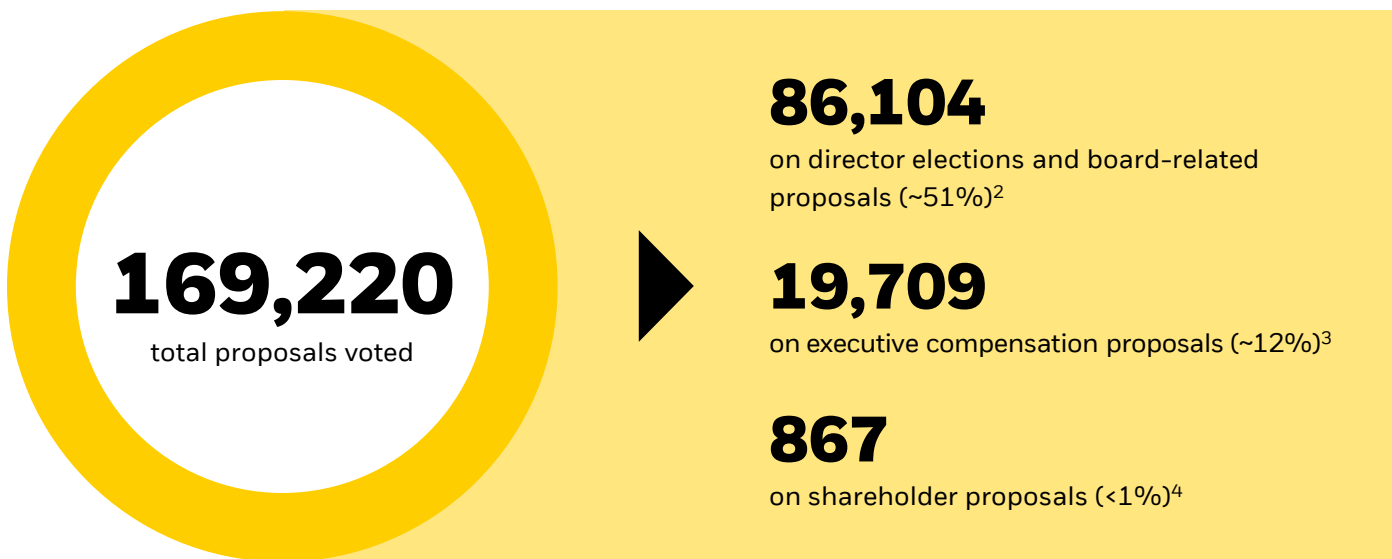 169,220
total proposals voted
86,104
on director elections and board-related
proposals (~51%)²
19,709
on executive compensation proposals (~12%)³
867
on shareholder proposals (<1%)⁴